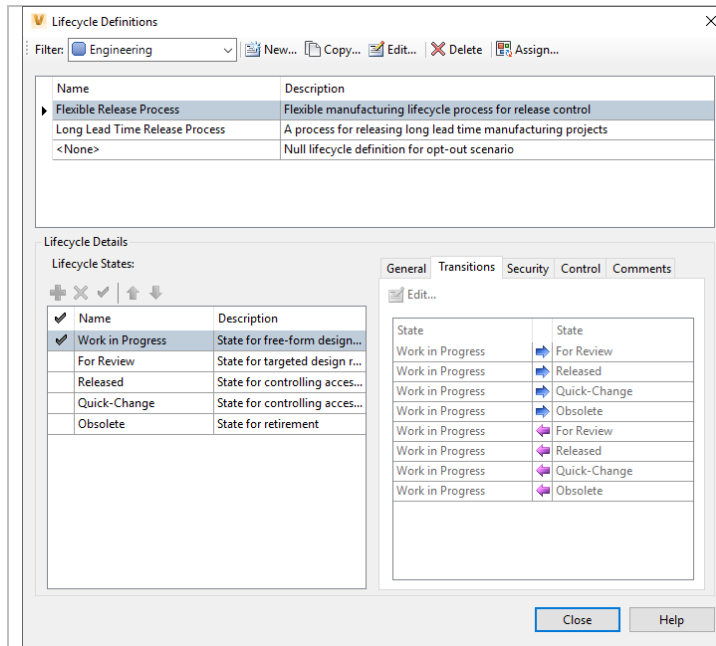 Lifecycle Definitions
Filter: Engineering New... Copy... Edit... Delete Assign...
Name Description
Flexible Release Process Flexible manufacturing lifecycle process for release control
Long Lead Time Release Process A process for releasing long lead time manufacturing projects
<None> Null lifecycle definition for opt-out scenario
Lifecycle Details
Lifecycle States:
Name Description
Work in Progress State for free-form design...
For Review State for targeted design r...
Released State for controlling acces...
Quick-Change State for controlling acces...
Obsolete State for retirement
General Transitions Security Control Comments
Edit...
State State
Work in Progress For Review
Work in Progress Released
Work in Progress Quick-Change
Work in Progress Obsolete
Work in Progress For Review
Work in Progress Released
Work in Progress Quick-Change
Work in Progress Obsolete
Close Help